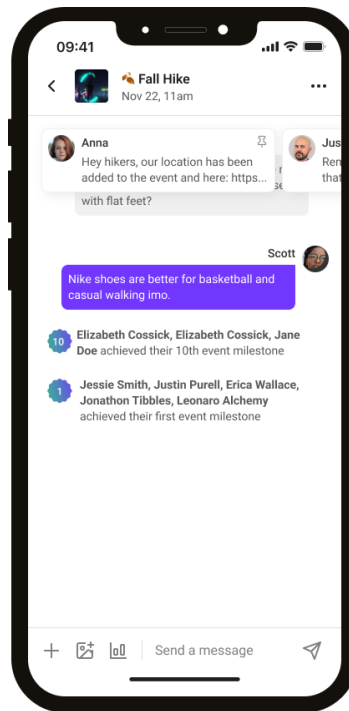 09:41
🍂 Fall Hike
Nov 22, 11am
Anna
Hey hikers, our location has been
added to the event and here: https...
Jus
Ren
that
with flat feet?
Scott
Nike shoes are better for basketball and
casual walking imo.
10
Elizabeth Cossick, Elizabeth Cossick, Jane
Doe achieved their 10th event milestone
1
Jessie Smith, Justin Purell, Erica Wallace,
Jonathon Tibbles, Leonaro Alchemy
achieved their first event milestone
Send a message